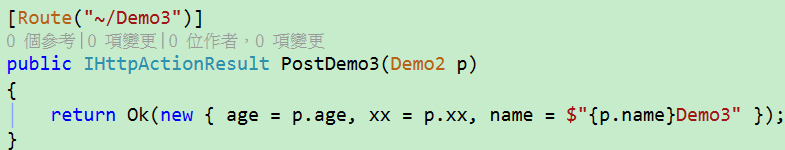 [Route("~/Demo3")]
0 個參考|0 項變更|0 位作者，0 項變更
public IHttpActionResult PostDemo3(Demo2 p)
{
    return Ok(new { age = p.age, xx = p.xx, name = $"{p.name}Demo3" });
}